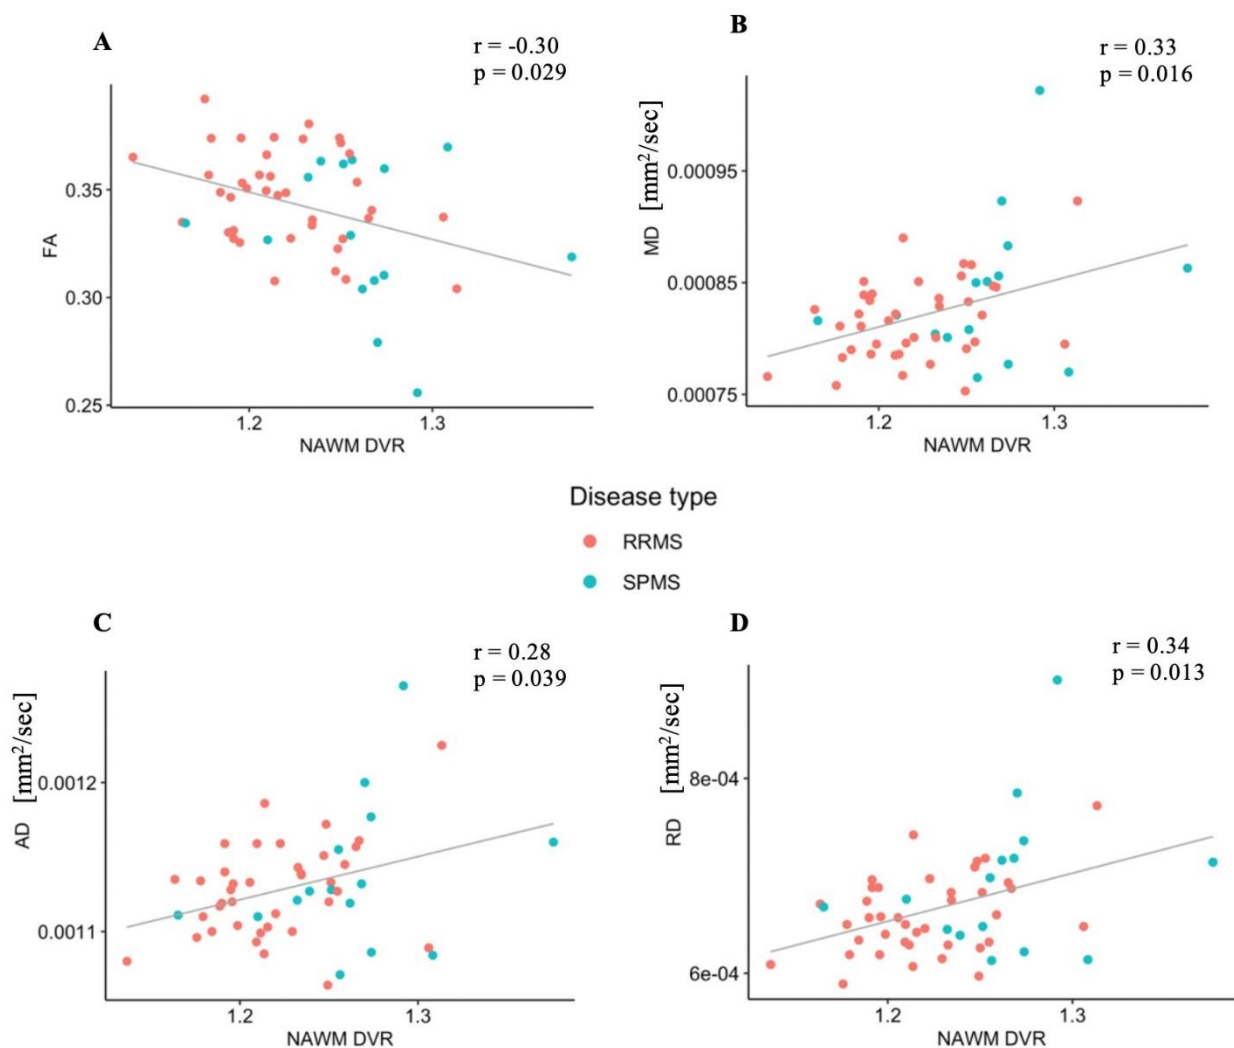 A
r = -0.30
p = 0.029
0.35
0.30
0.25
FA
1.2
1.3
NAWM DVR
B
r = 0.33
p = 0.016
MD [mm²/sec]
0.00095
0.00085
0.00075
1.2
1.3
NAWM DVR
Disease type
RRMS
SPMS
C
r = 0.28
p = 0.039
AD [mm²/sec]
0.0012
0.0011
1.2
1.3
NAWM DVR
D
r = 0.34
p = 0.013
RD [mm²/sec]
8e-04
6e-04
1.2
1.3
NAWM DVR